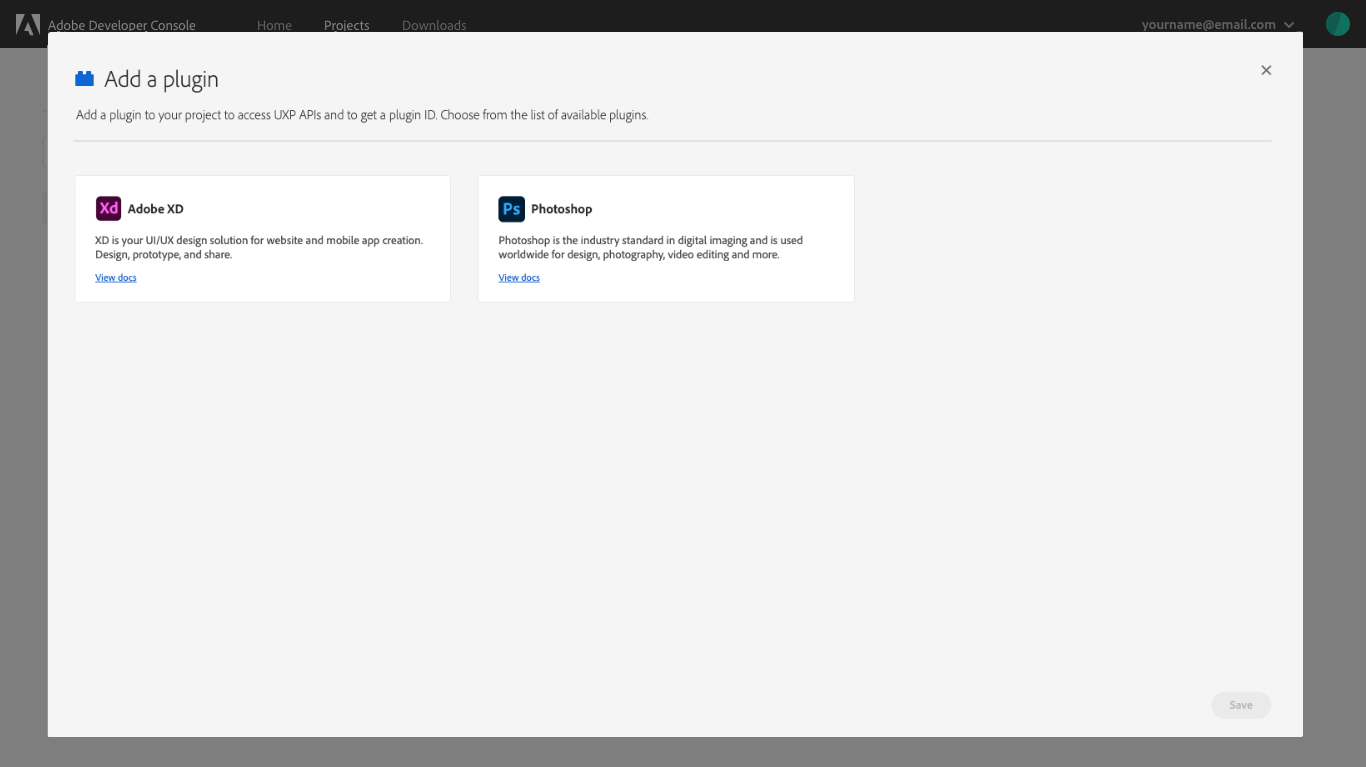 Adobe Developer Console
Home
Projects
Downloads
yourname@email.com
Add a plugin
Add a plugin to your project to access UXP APIs and to get a plugin ID. Choose from the list of available plugins.
Xd Adobe XD
XD is your UI/UX design solution for website and mobile app creation.
Design, prototype, and share.
View docs
Ps Photoshop
Photoshop is the industry standard in digital imaging and is used
worldwide for design, photography, video editing and more.
View docs
Save